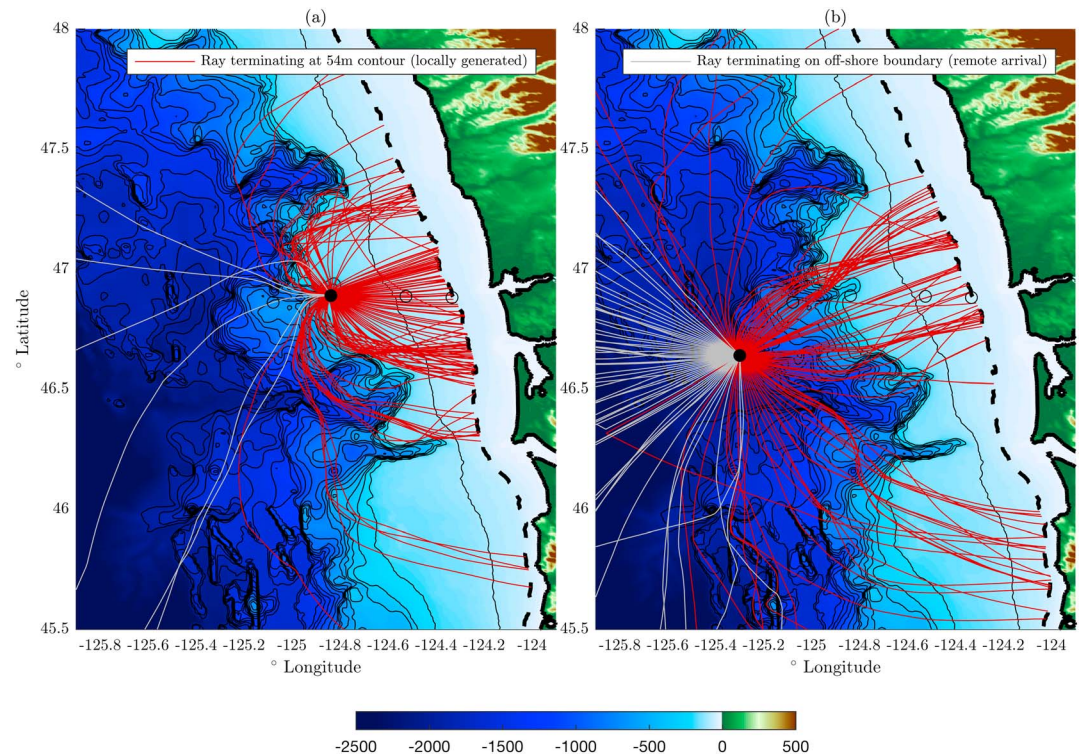 (a)
(b)
48
Ray terminating at 54m contour (locally generated)
Ray terminating on off-shore boundary (remote arrival)
47.5
47
° Latitude
46.5
46
45.5
-125.8 -125.6 -125.4 -125.2 -125 -124.8 -124.6 -124.4 -124.2 -124
-125.8 -125.6 -125.4 -125.2 -125 -124.8 -124.6 -124.4 -124.2 -124
° Longitude
° Longitude
-2500 -2000 -1500 -1000 -500 0 500